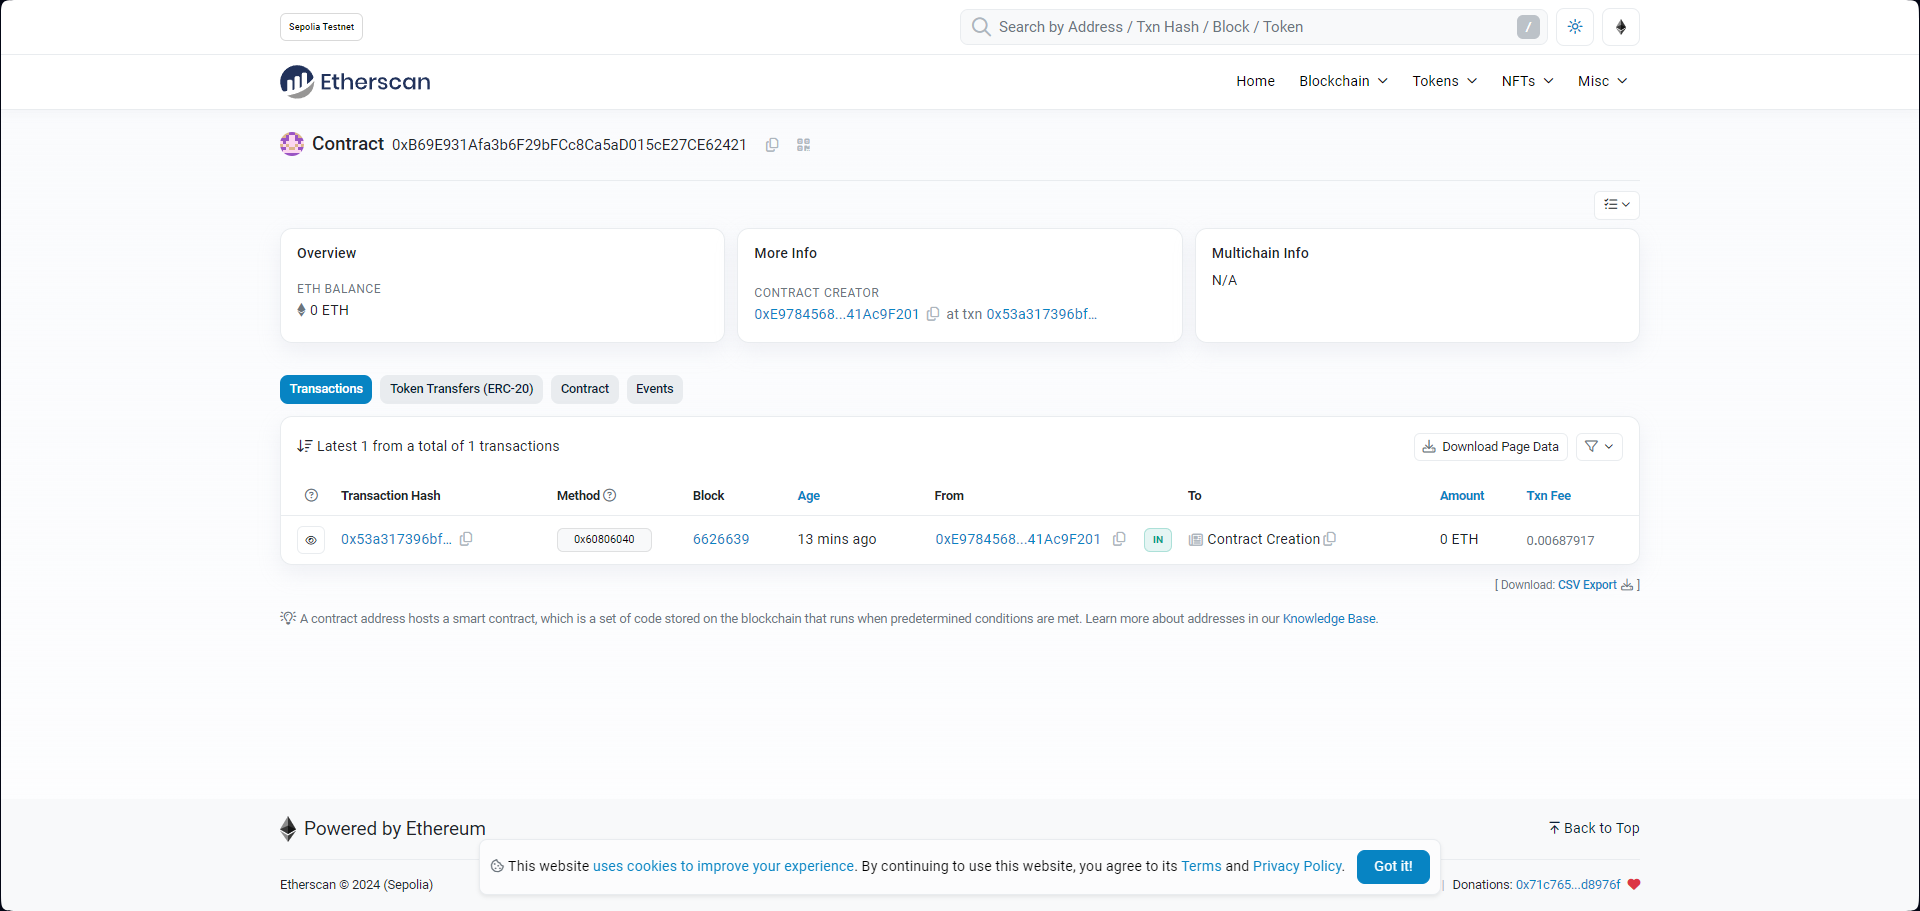 Sepolia Testnet
Search by Address / Txn Hash / Block / Token
/
Etherscan
Home Blockchain Tokens NFTs Misc
Contract 0xB69E931Afa3b6F29bFCc8Ca5aD015cE27CE62421
Overview
ETH BALANCE
0 ETH
More Info
CONTRACT CREATOR
0xE9784568...41Ac9F201 at txn 0x53a317396bf...
Multichain Info
N/A
Transactions Token Transfers (ERC-20) Contract Events
Latest 1 from a total of 1 transactions
Download Page Data
Transaction Hash Method Block Age From To Amount Txn Fee
0x53a317396bf... 0x60806040 6626639 13 mins ago 0xE9784568...41Ac9F201 IN Contract Creation 0 ETH 0.00687917
[ Download: CSV Export ]
A contract address hosts a smart contract, which is a set of code stored on the blockchain that runs when predetermined conditions are met. Learn more about addresses in our Knowledge Base.
Powered by Ethereum
Back to Top
This website uses cookies to improve your experience. By continuing to use this website, you agree to its Terms and Privacy Policy.
Got it!
Etherscan © 2024 (Sepolia)
| Donations: 0x71c765...d8976f